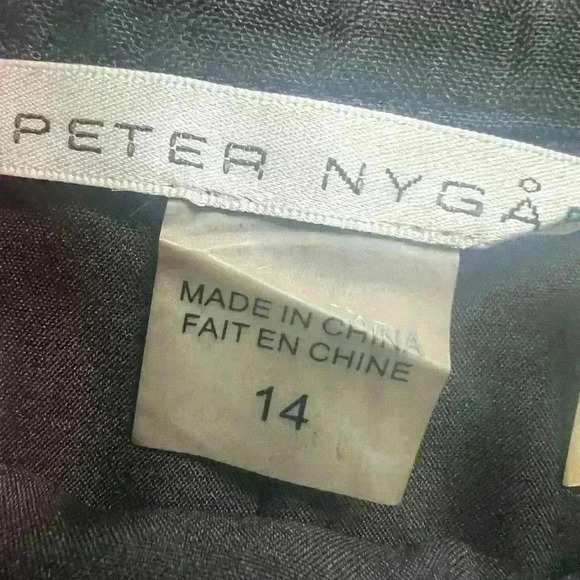 PETER NYGÅ
MADE IN CHINA
FAIT EN CHINE
14